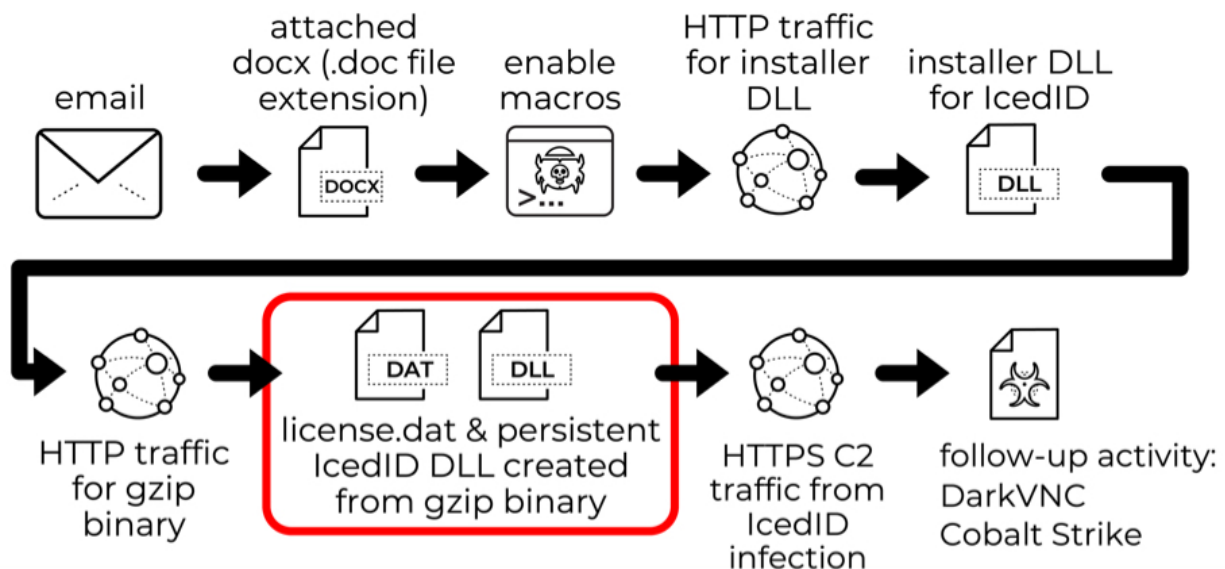 email
attached
docx (.doc file
extension)
DOCX
enable
macros
>...
HTTP traffic
for installer
DLL
installer DLL
for IcedID
DLL
HTTP traffic
for gzip
binary
DAT
DLL
license.dat & persistent
IcedID DLL created
from gzip binary
HTTPS C2
traffic from
IcedID
infection
follow-up activity:
DarkVNC
Cobalt Strike